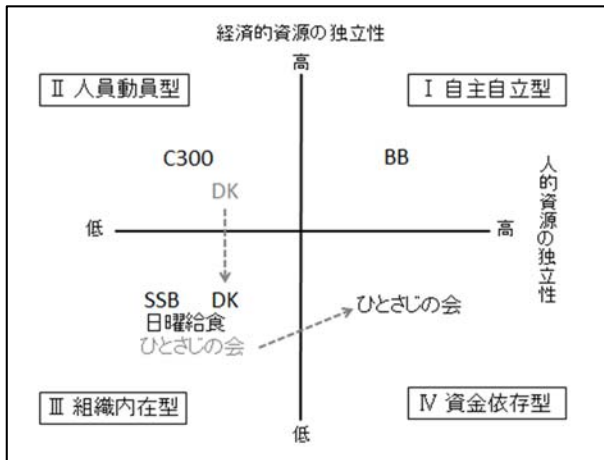 経済的資源の独立性
高
Ⅱ 人員動員型
Ⅰ 自主自立型
C300
BB
DK
人的資源の独立性
低
高
SSB DK
日曜給食
ひとさじの会
ひとさじの会
Ⅲ 組織内在型
Ⅳ 資金依存型
低